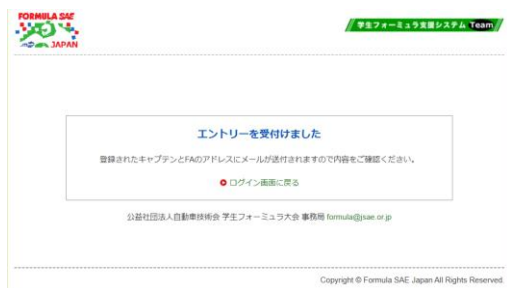 FORMULA SAE
JAPAN
学生フォーミュラ支援システム Team
エントリーを受付けました
登録されたキャプテンとFAのアドレスにメールが送付されますので内容をご確認ください。
ログイン画面に戻る
公益社団法人自動車技術会 学生フォーミュラ大会 事務局 formula@jsae.or.jp
Copyright © Formula SAE Japan All Rights Reserved.